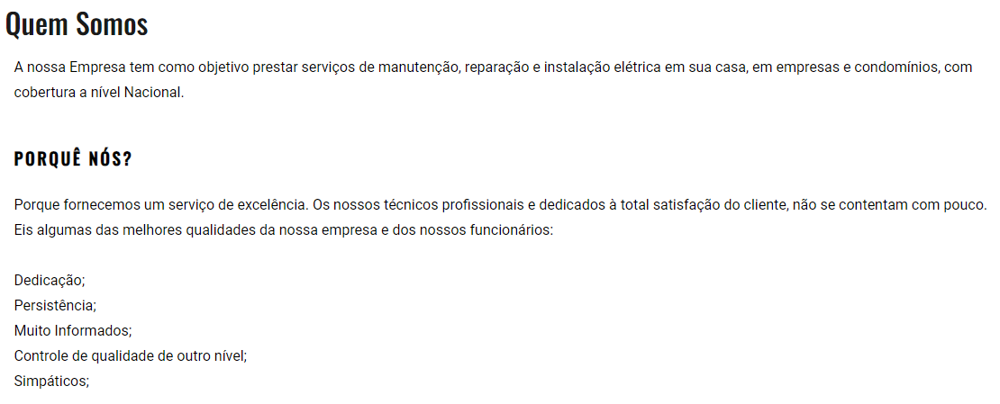 Quem Somos
A nossa Empresa tem como objetivo prestar serviços de manutenção, reparação e instalação elétrica em sua casa, em empresas e condomínios, com
cobertura a nível Nacional.
PORQUÊ NÓS?
Porque fornecemos um serviço de excelência. Os nossos técnicos profissionais e dedicados à total satisfação do cliente, não se contentam com pouco.
Eis algumas das melhores qualidades da nossa empresa e dos nossos funcionários:
Dedicação;
Persistência;
Muito Informados;
Controle de qualidade de outro nível;
Simpáticos;